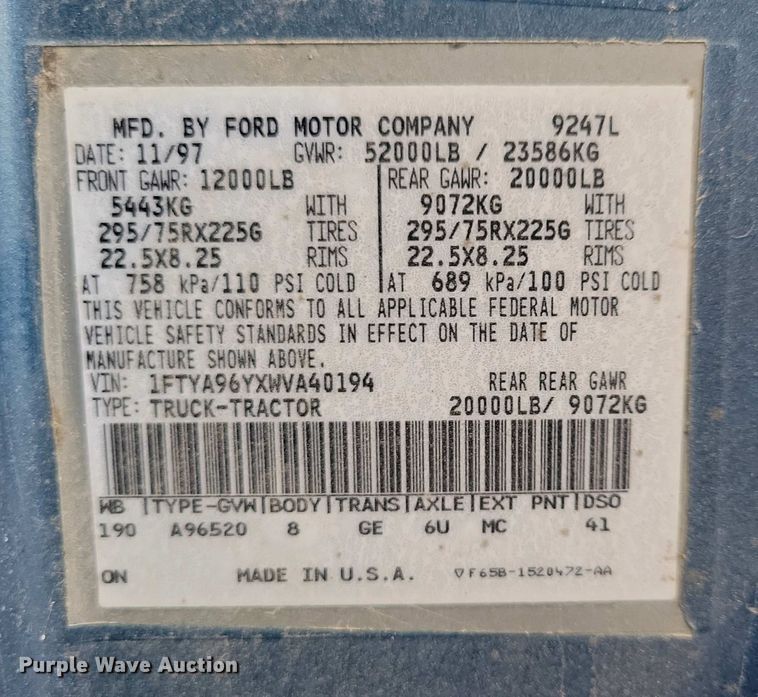 MFD. BY FORD MOTOR COMPANY 9247L
DATE: 11/97 GVWR: 52000LB / 23586KG
FRONT GAWR: 12000LB REAR GAWR: 20000LB
5443KG WITH 9072KG WITH
295/75RX225G TIRES 295/75RX225G TIRES
22.5X8.25 RIMS 22.5X8.25 RIMS
AT 758 kPa/110 PSI COLD AT 689 kPa/100 PSI COLD
THIS VEHICLE CONFORMS TO ALL APPLICABLE FEDERAL MOTOR
VEHICLE SAFETY STANDARDS IN EFFECT ON THE DATE OF
MANUFACTURE SHOWN ABOVE.
VIN: 1FTYA96YXWVA40194 REAR REAR GAWR
TYPE: TRUCK-TRACTOR 20000LB/ 9072KG
WB | TYPE-GVW | BODY | TRANS | AXLE | EXT PNT | DSO
190 A96520 8 GE 6U MC 41
ON MADE IN U.S.A. F65B-1520472-AA
Purple Wave Auction